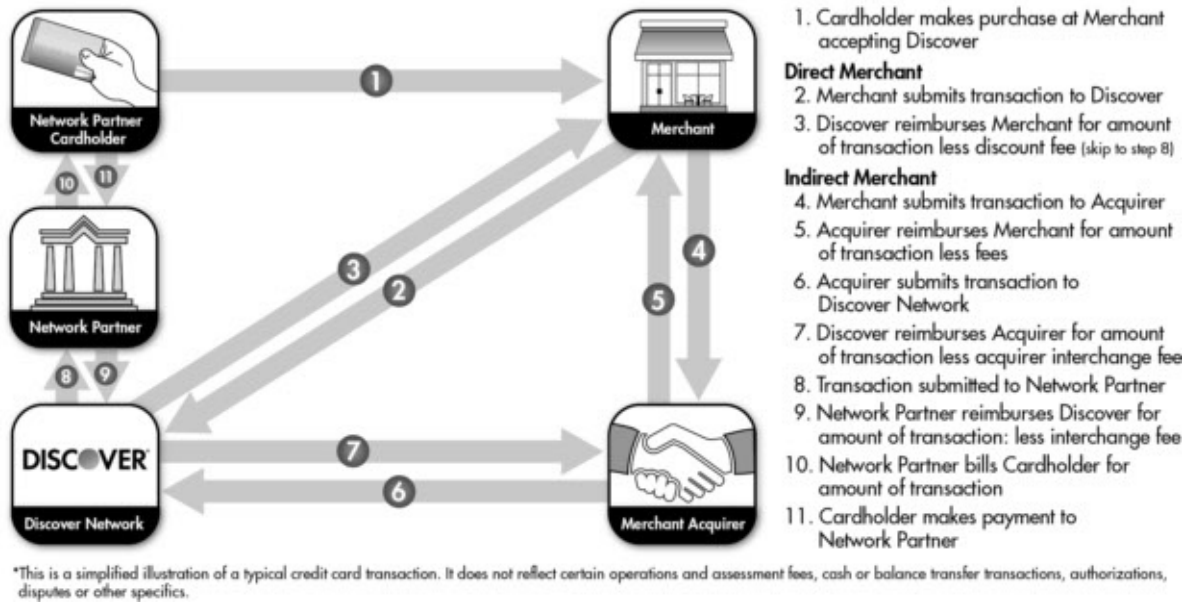 Network Partner
Cardholder
1
Merchant
10
11
3
2
4
5
Network Partner
8
9
DISCOVER
Discover Network
7
6
Merchant Acquirer
1. Cardholder makes purchase at Merchant
accepting Discover
Direct Merchant
2. Merchant submits transaction to Discover
3. Discover reimburses Merchant for amount
of transaction less discount fee (skip to step 8)
Indirect Merchant
4. Merchant submits transaction to Acquirer
5. Acquirer reimburses Merchant for amount
of transaction less fees
6. Acquirer submits transaction to
Discover Network
7. Discover reimburses Acquirer for amount
of transaction less acquirer interchange fee
8. Transaction submitted to Network Partner
9. Network Partner reimburses Discover for
amount of transaction: less interchange fee
10. Network Partner bills Cardholder for
amount of transaction
11. Cardholder makes payment to
Network Partner
*This is a simplified illustration of a typical credit card transaction. It does not reflect certain operations and assessment fees, cash or balance transfer transactions, authorizations,
disputes or other specifics.